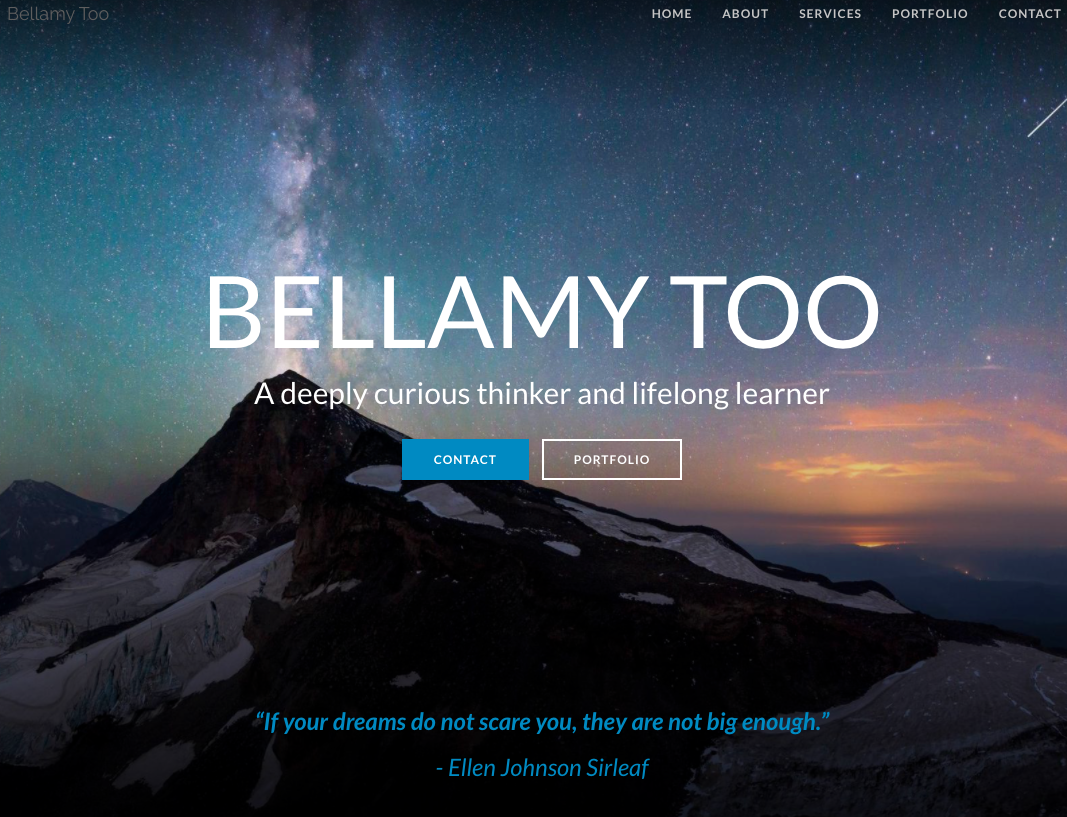 Bellamy Too
HOME ABOUT SERVICES PORTFOLIO CONTACT
BELLAMY TOO
A deeply curious thinker and lifelong learner
CONTACT PORTFOLIO
“If your dreams do not scare you, they are not big enough.”
- Ellen Johnson Sirleaf